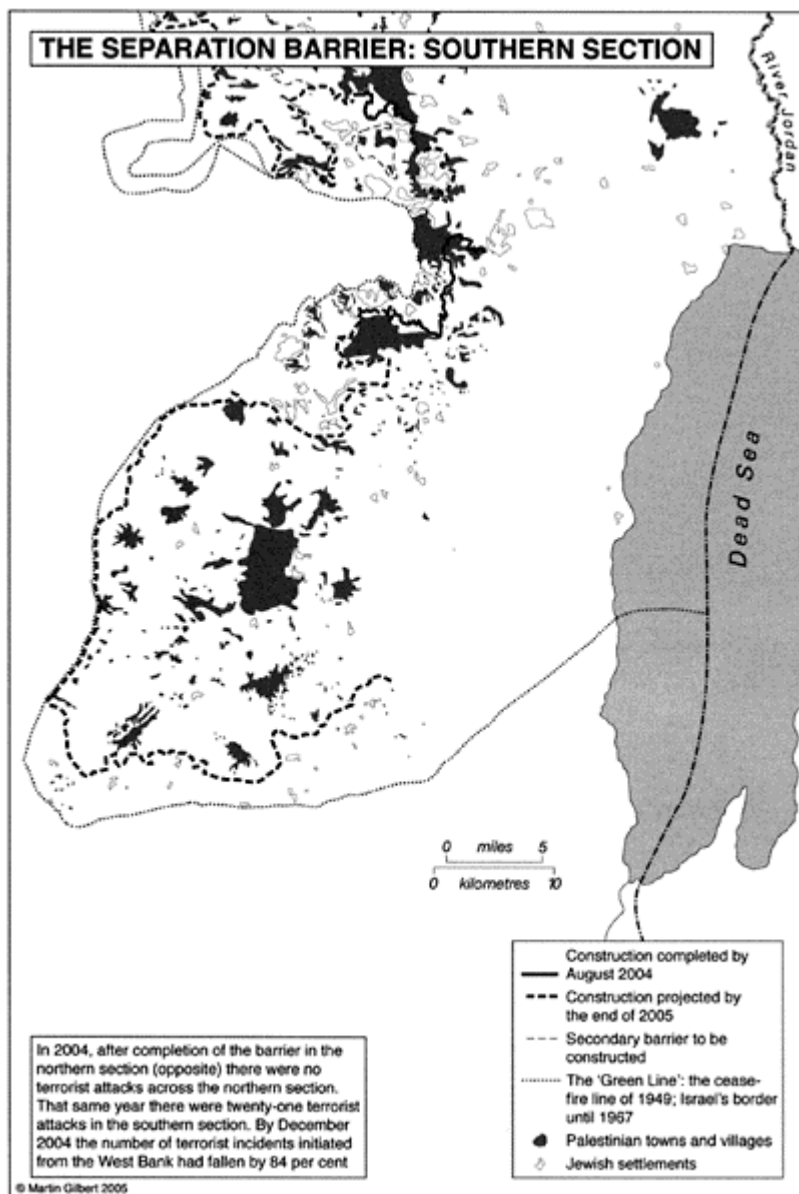 THE SEPARATION BARRIER: SOUTHERN SECTION
River Jordan
Dead Sea
0 miles 5
0 kilometres 10
Construction completed by
August 2004
Construction projected by
the end of 2005
Secondary barrier to be
constructed
The 'Green Line': the cease-
fire line of 1949; Israel's border
until 1967
Palestinian towns and villages
Jewish settlements
In 2004, after completion of the barrier in the
northern section (opposite) there were no
terrorist attacks across the northern section.
That same year there were twenty-one terrorist
attacks in the southern section. By December
2004 the number of terrorist incidents initiated
from the West Bank had fallen by 84 per cent
© Martin Gilbert 2005